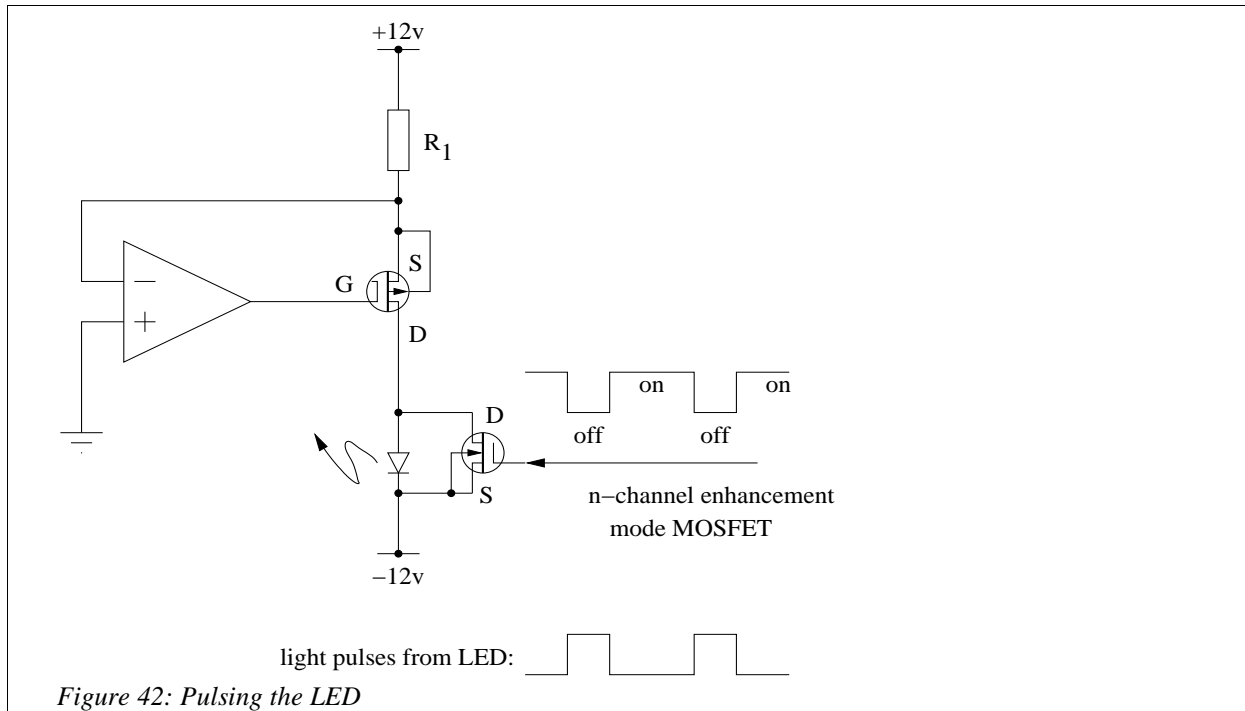 +12v
R1
S
G
D
on on
D
off off
S
n−channel enhancement
mode MOSFET
−12v
light pulses from LED:
Figure 42: Pulsing the LED